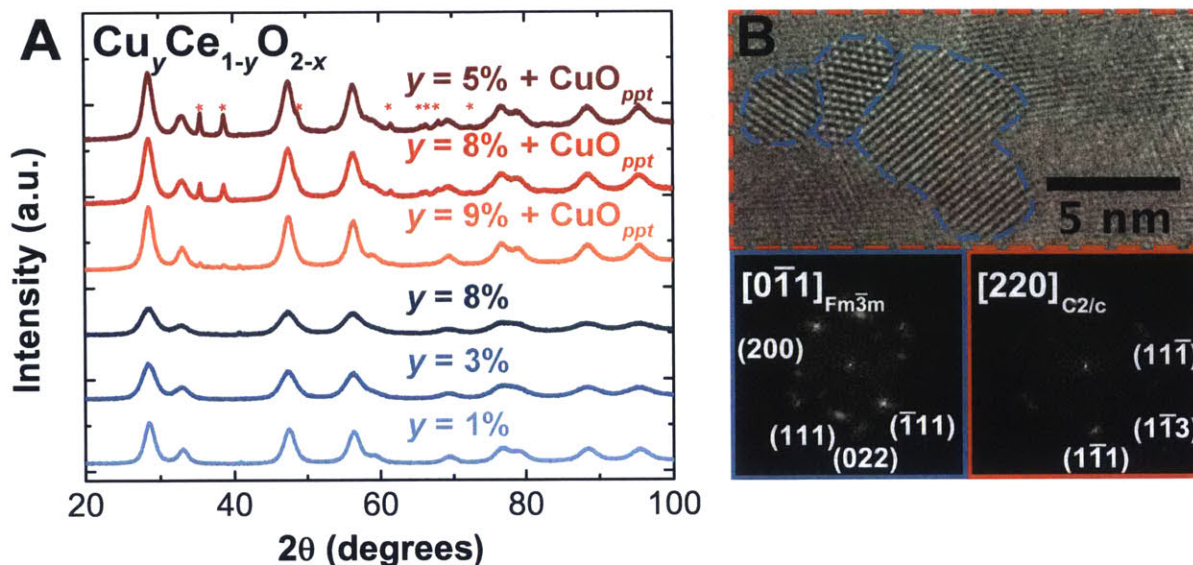 A
CuyCe1-yO2-x
y = 5% + CuOppt
* * * * * * * *
y = 8% + CuOppt
y = 9% + CuOppt
y = 8%
y = 3%
y = 1%
Intensity (a.u.)
20 40 60 80 100
2θ (degrees)
B
5 nm
[01̅1]Fm3̅m
(200)
(111)
(022)
(1̅11)
[220]C2/c
(111̅)
(11̅3)
(11̅1)